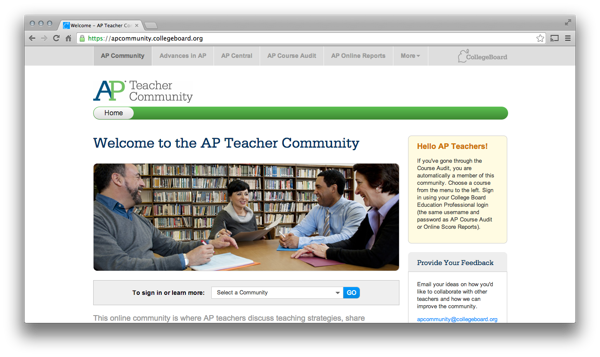 Welcome – AP Teacher Co
https://apcommunity.collegeboard.org
AP Community
Advances in AP
AP Central
AP Course Audit
AP Online Reports
More
CollegeBoard
AP Teacher
Community
Home
Welcome to the AP Teacher Community
To sign in or learn more:
Select a Community
GO
This online community is where AP teachers discuss teaching strategies, share
Hello AP Teachers!
If you've gone through the
Course Audit, you are
automatically a member of this
community. Choose a course
from the menu to the left. Sign
in using your College Board
Education Professional login
(the same username and
password as AP Course Audit
or Online Score Reports).
Provide Your Feedback
Email your ideas on how you'd
like to collaborate with other
teachers and how we can
improve the community.
apcommunity@collegeboard.org